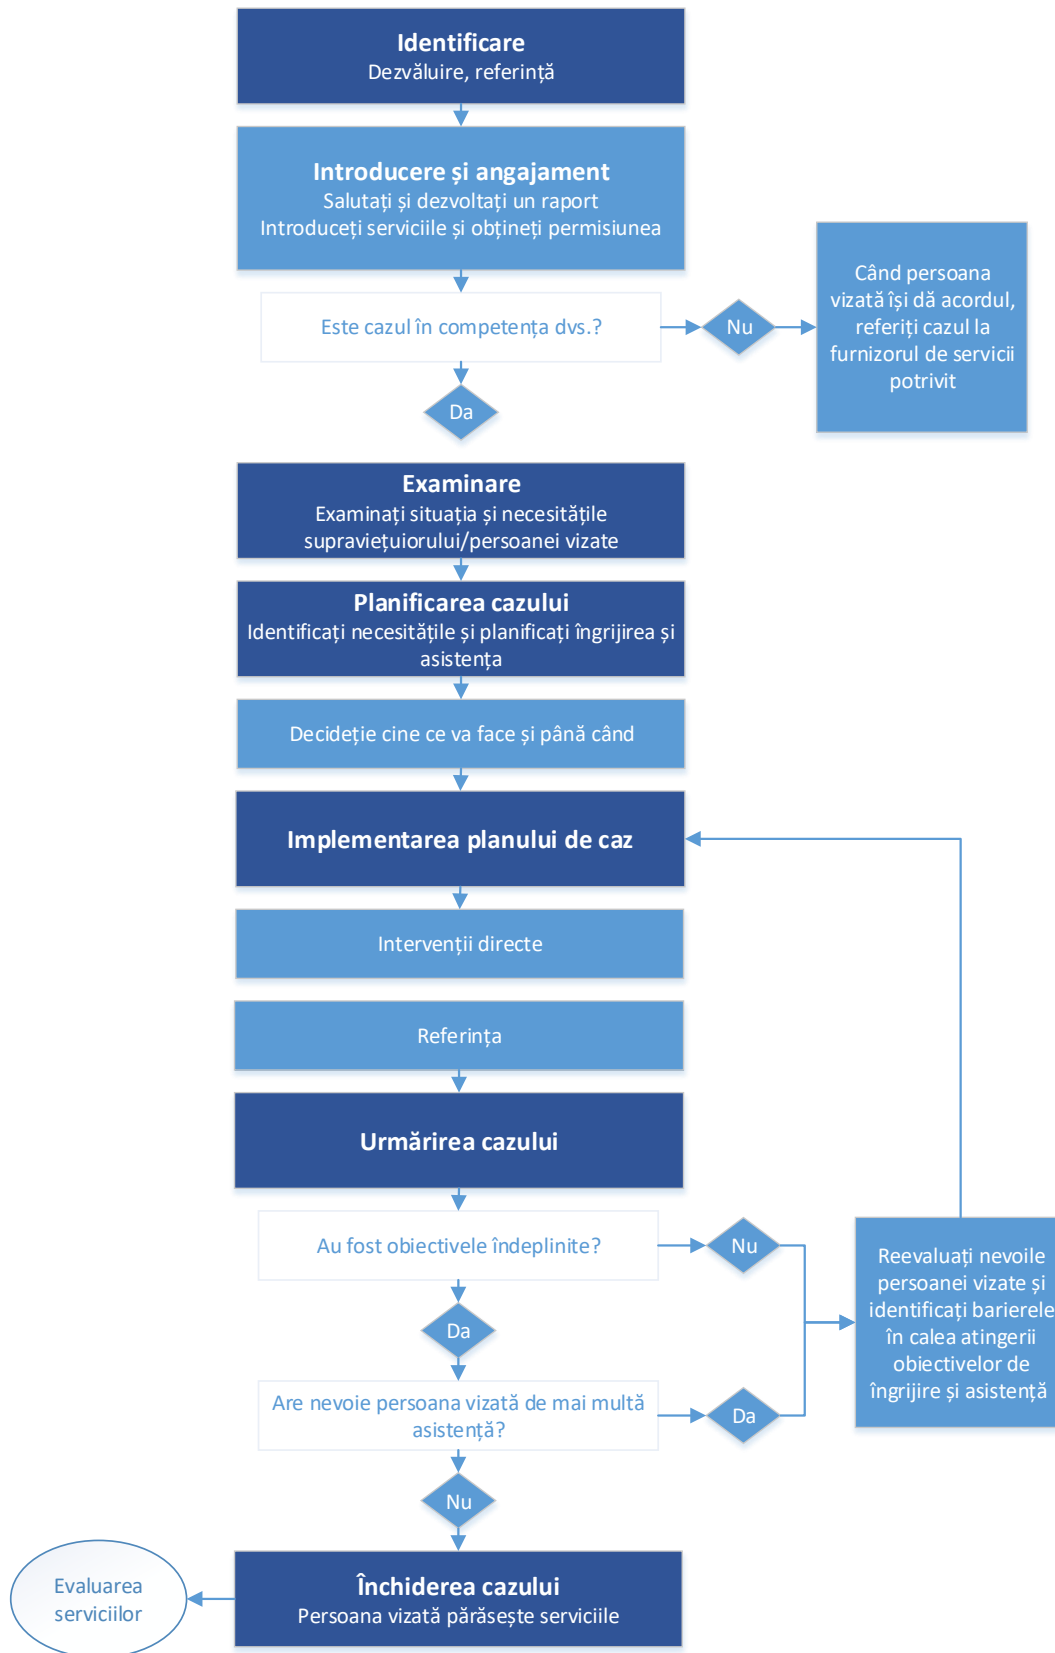 Identificare
Dezvăluire, referință
Introducere și angajament
Salutați și dezvoltați un raport
Introduceți serviciile și obțineți permisiunea
Este cazul în competența dvs.?
Nu
Când persoana
vizată își dă acordul,
referiți cazul la
furnizorul de servicii
potrivit
Da
Examinare
Examinați situația și necesitățile
supraviețuiorului/persoanei vizate
Planificarea cazului
Identificați necesitățile și planificați îngrijirea și
asistența
Decideție cine ce va face și până când
Implementarea planului de caz
Intervenții directe
Referința
Urmărirea cazului
Au fost obiectivele îndeplinite?
Nu
Reevaluați nevoile
persoanei vizate și
identificați barierele
în calea atingerii
obiectivelor de
îngrijire și asistență
Da
Are nevoie persoana vizată de mai multă
asistență?
Da
Nu
Închiderea cazului
Persoana vizată părăsește serviciile
Evaluarea
serviciilor